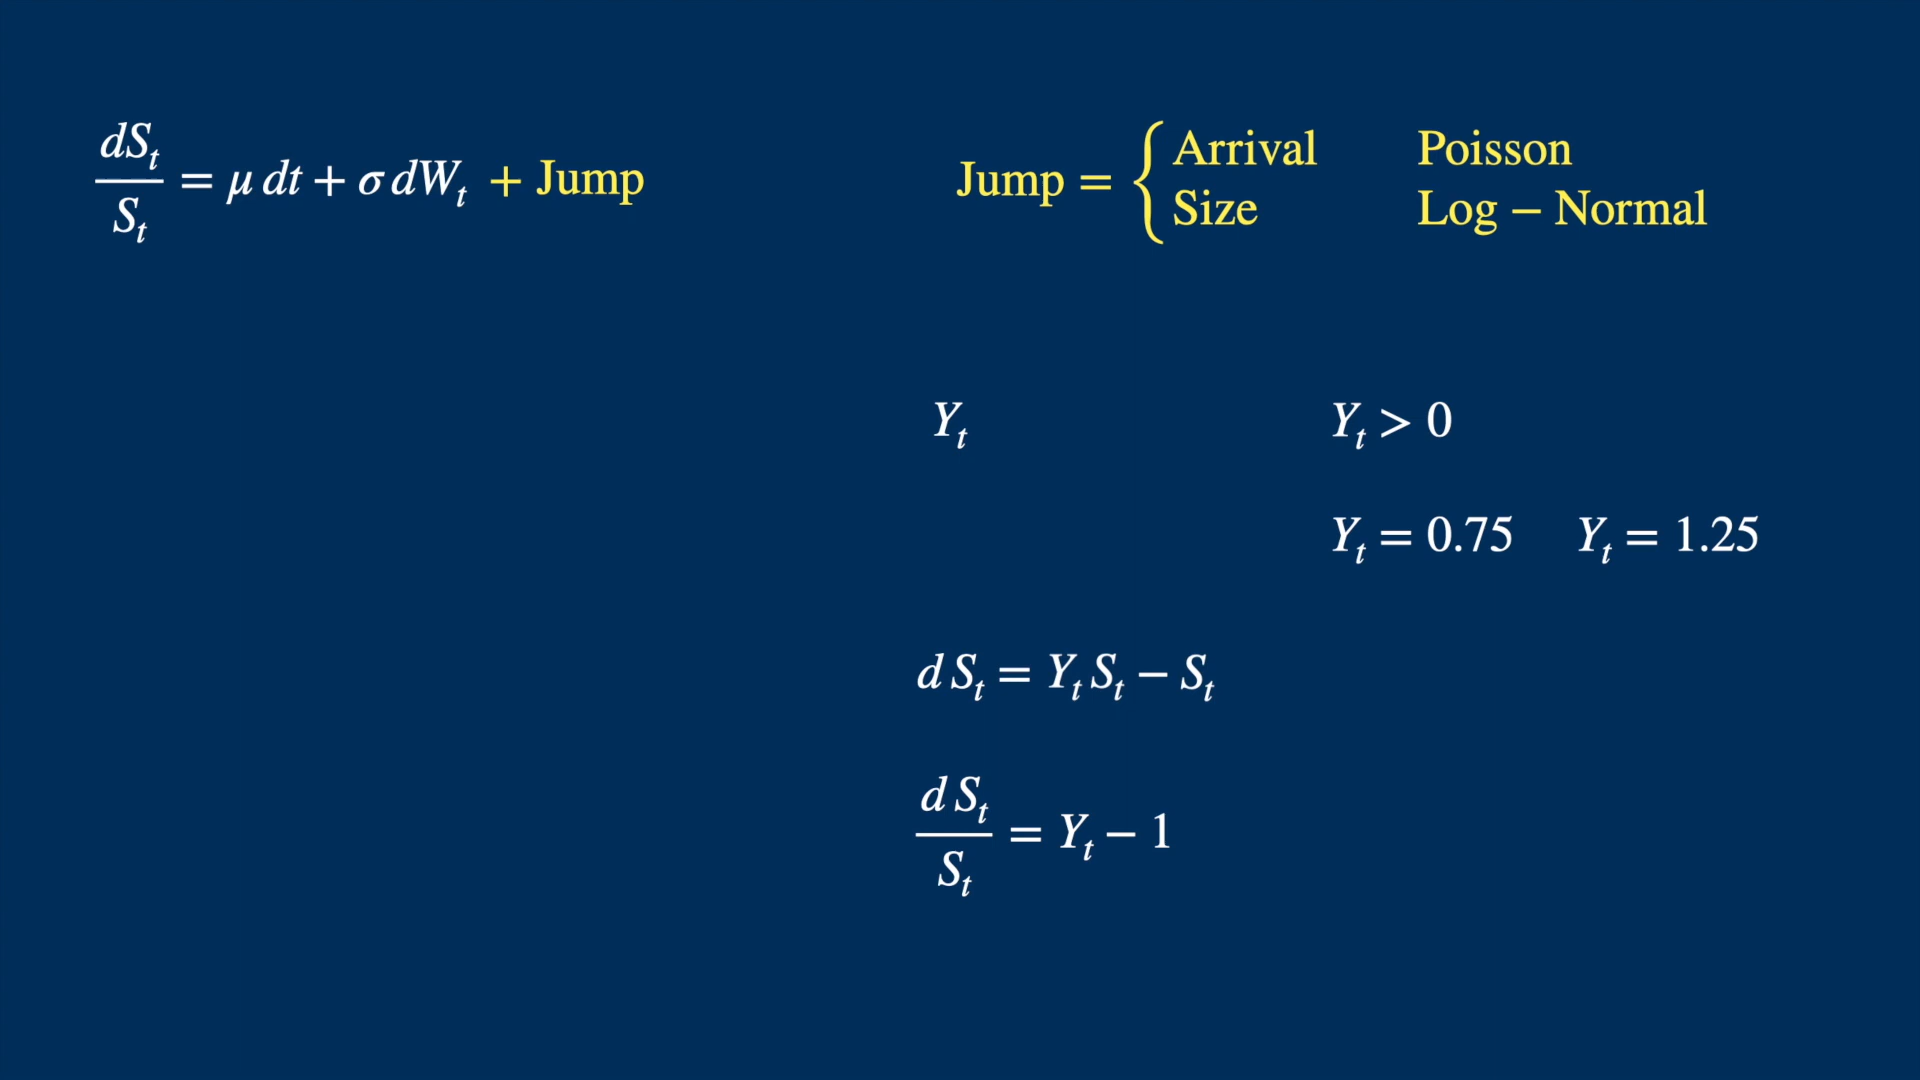 dS_t / S_t = μ dt + σ dW_t + Jump
Jump = { Arrival Poisson
Size Log − Normal
Y_t Y_t > 0
Y_t = 0.75 Y_t = 1.25
d S_t = Y_t S_t − S_t
d S_t / S_t = Y_t − 1